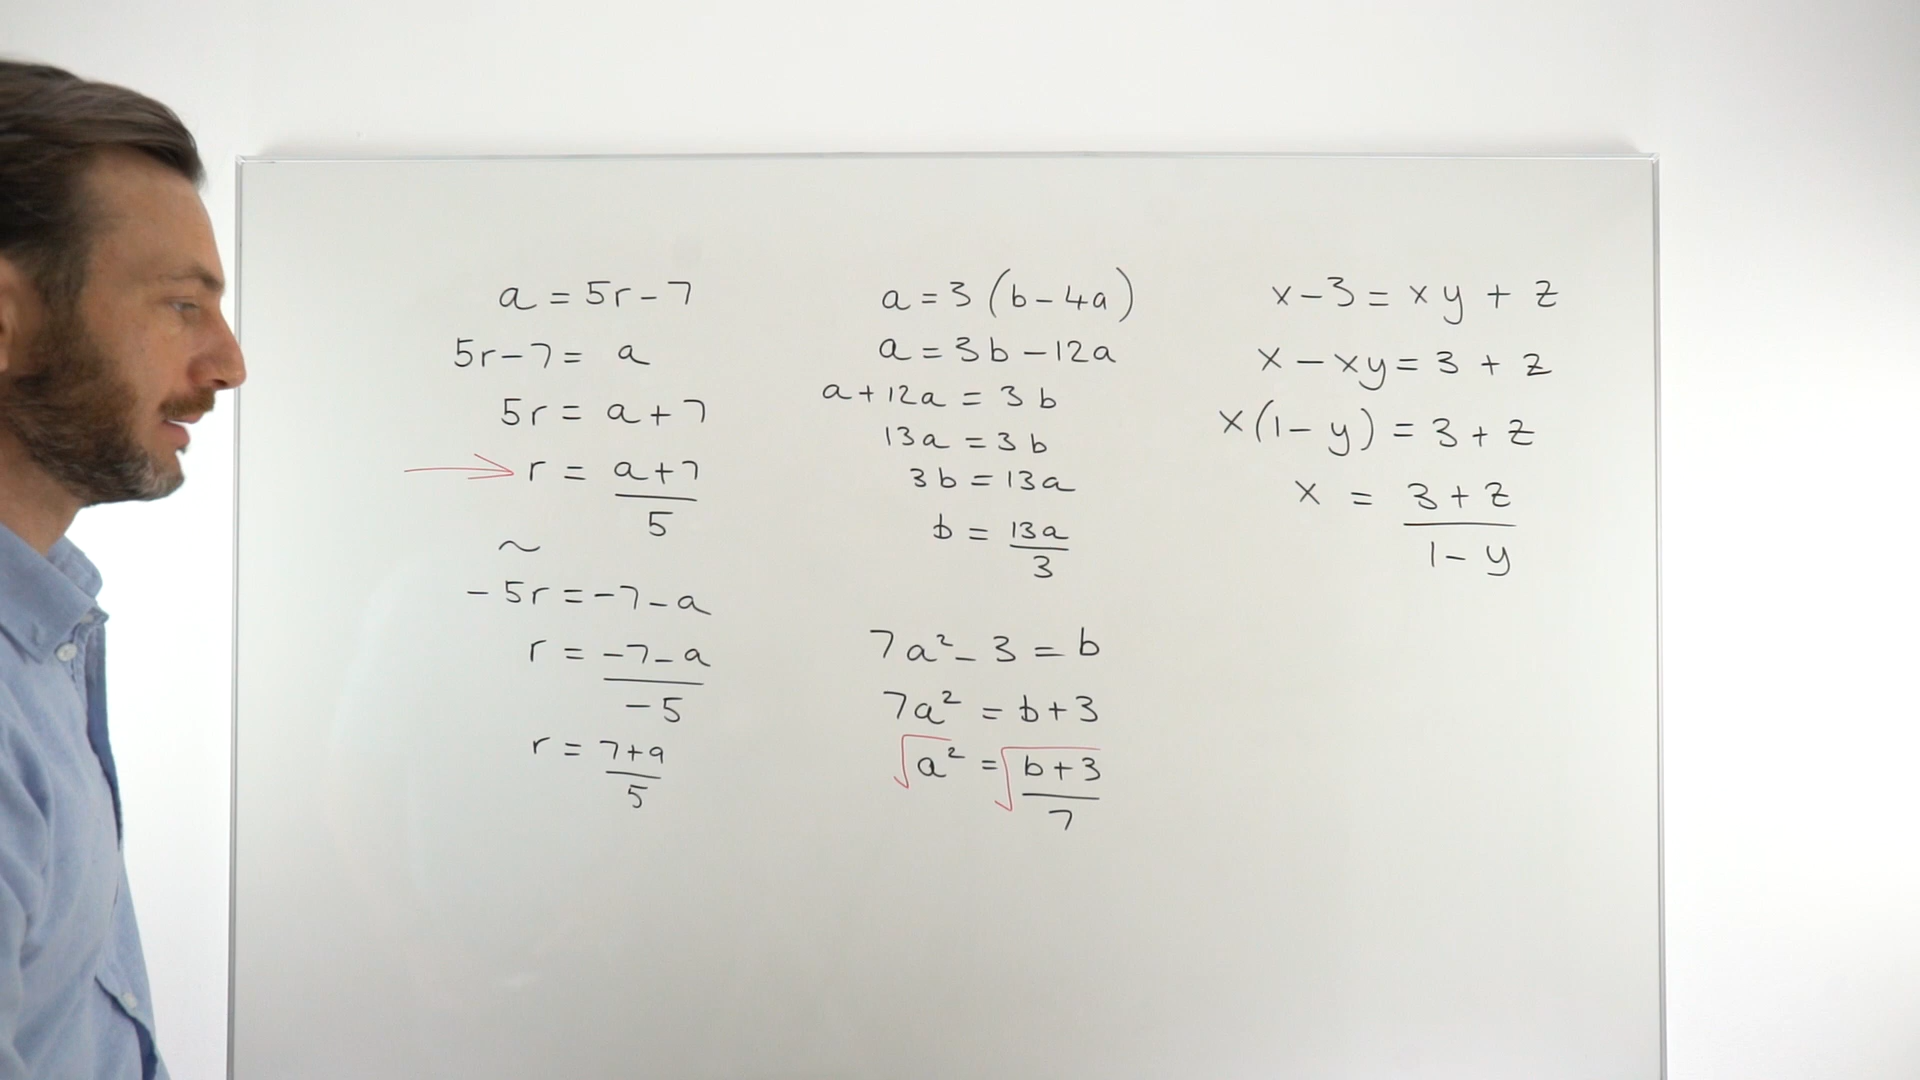 a = 5r - 7
5r - 7 = a
5r = a + 7
r = a + 7 / 5
~
- 5r = -7 - a
r = -7 - a / -5
r = 7 + a / 5
a = 3 (b - 4a)
a = 3b - 12a
a + 12a = 3b
13a = 3b
3b = 13a
b = 13a / 3
7a² - 3 = b
7a² = b + 3
√a² = √(b + 3 / 7)
x - 3 = xy + z
x - xy = 3 + z
x(1 - y) = 3 + z
x = 3 + z / 1 - y